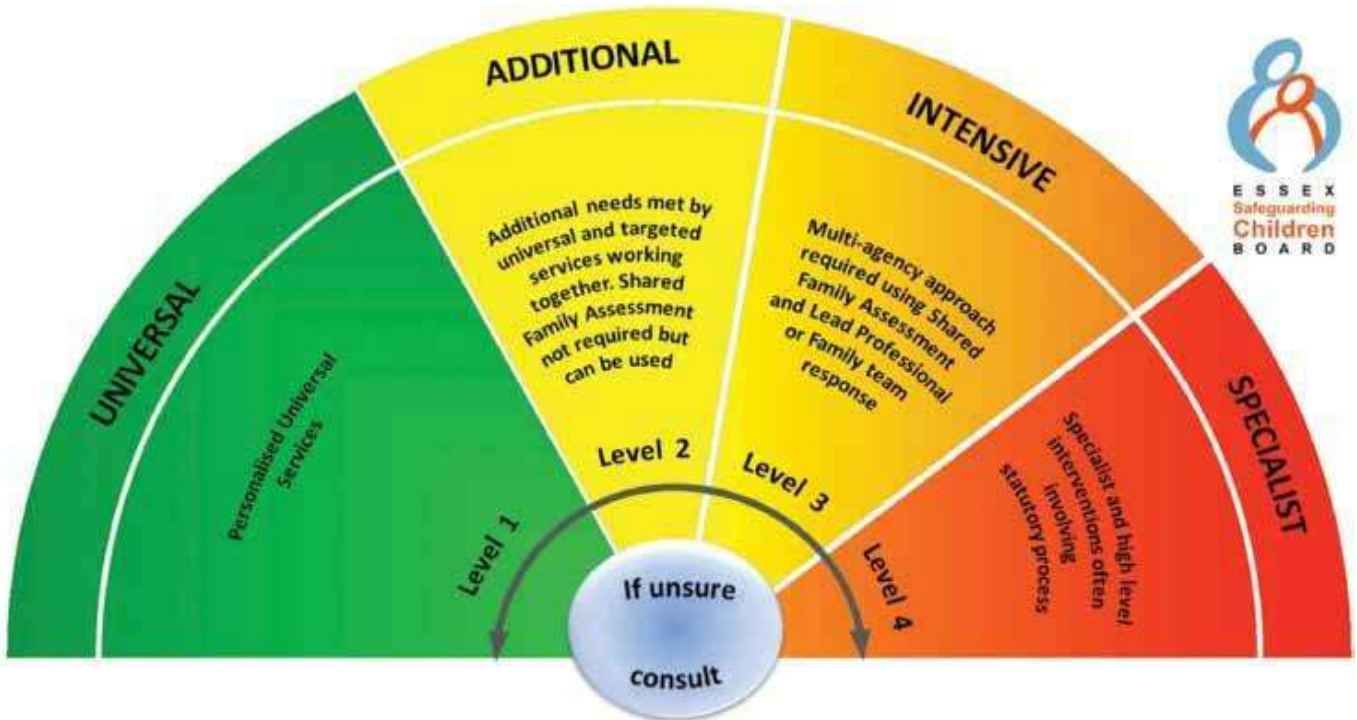 UNIVERSAL
Personalised Universal
Services
Level 1
ADDITIONAL
Additional needs met by
universal and targeted
services working
together. Shared
Family Assessment
not required but
can be used
Level 2
INTENSIVE
Multi-agency approach
required using Shared
Family Assessment
and Lead Professional
or Family team
response
Level 3
SPECIALIST
Specialist and high level
interventions often
involving
statutory process
Level 4
If unsure
consult
ESSEX
Safeguarding
Children
BOARD